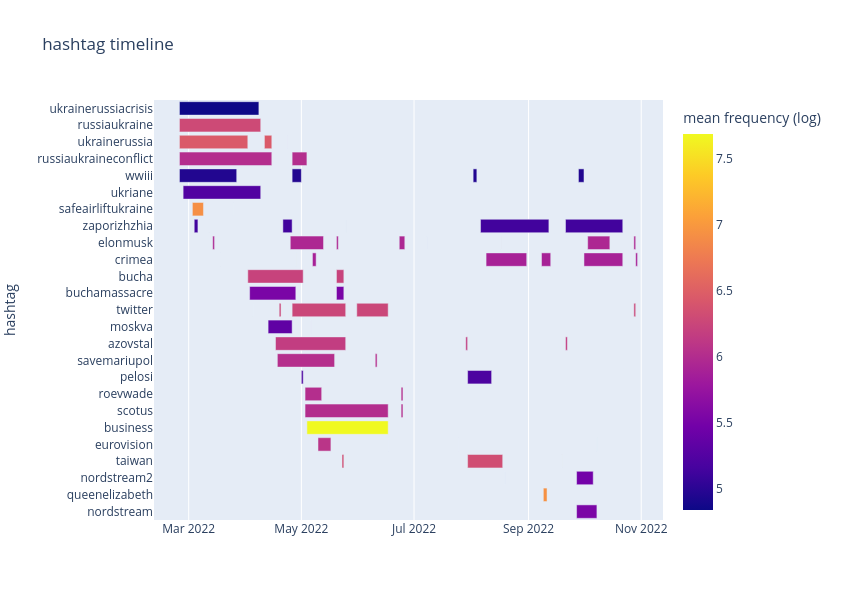 hashtag timeline
mean frequency (log)
hashtag
ukrainerussiacrisis
russiaukraine
ukrainerussia
russiaukraineconflict
wwiii
ukriane
safeairliftukraine
zaporizhzhia
elonmusk
crimea
bucha
buchamassacre
twitter
moskva
azovstal
savemariupol
pelosi
roevwade
scotus
business
eurovision
taiwan
nordstream2
queenelizabeth
nordstream
Mar 2022
May 2022
Jul 2022
Sep 2022
Nov 2022
7.5
7
6.5
6
5.5
5